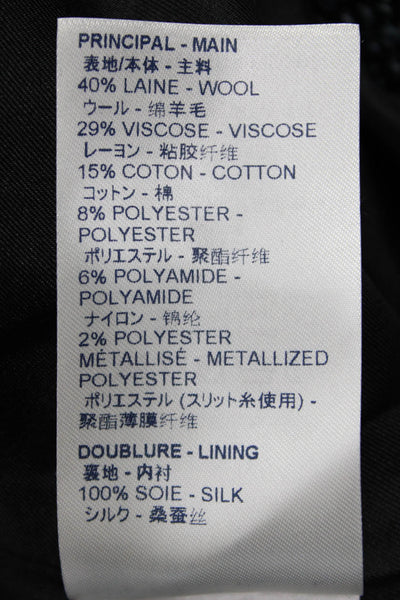 PRINCIPAL - MAIN
表地/本体 - 主料
40% LAINE - WOOL
ウール - 绵羊毛
29% VISCOSE - VISCOSE
レーヨン - 粘胶纤维
15% COTON - COTTON
コットン - 棉
8% POLYESTER -
POLYESTER
ポリエステル - 聚酯纤维
6% POLYAMIDE -
POLYAMIDE
ナイロン - 锦纶
2% POLYESTER
MÉTALLISÉ - METALLIZED
POLYESTER
ポリエステル (スリット糸使用) -
聚酯薄膜纤维
DOUBLURE - LINING
裏地 - 内衬
100% SOIE - SILK
シルク - 桑蚕丝